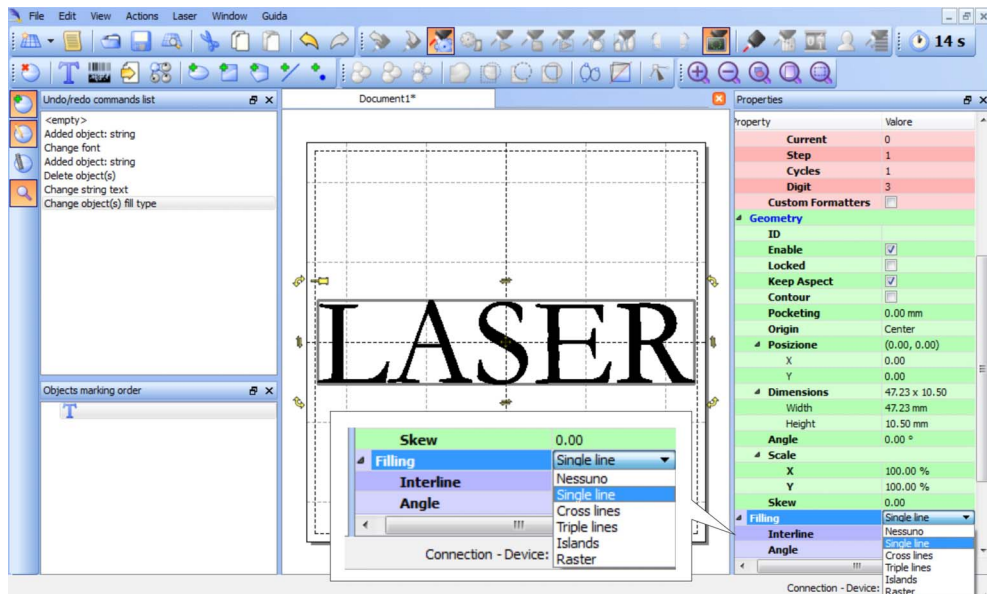 File Edit View Actions Laser Window Guida
14 s
Undo/redo commands list
<empty>
Added object: string
Change font
Added object: string
Delete object(s)
Change string text
Change object(s) fill type
Objects marking order
T
Document1*
LASER
Skew 0.00
Filling Single line
Interline Nessuno
Single line
Angle Cross lines
Triple lines
Islands
Connection - Device: Raster
Properties
Property Valore
Current 0
Step 1
Cycles 1
Digit 3
Custom Formatters
Geometry
ID
Enable
Locked
Keep Aspect
Contour
Pocketing 0.00 mm
Origin Center
Posizione (0.00, 0.00)
X 0.00
Y 0.00
Dimensions 47.23 x 10.50
Width 47.23 mm
Height 10.50 mm
Angle 0.00 °
Scale
X 100.00 %
Y 100.00 %
Skew 0.00
Filling Single line
Interline Nessuno
Single line
Angle Cross lines
Triple lines
Islands
Connection - Device: Raster